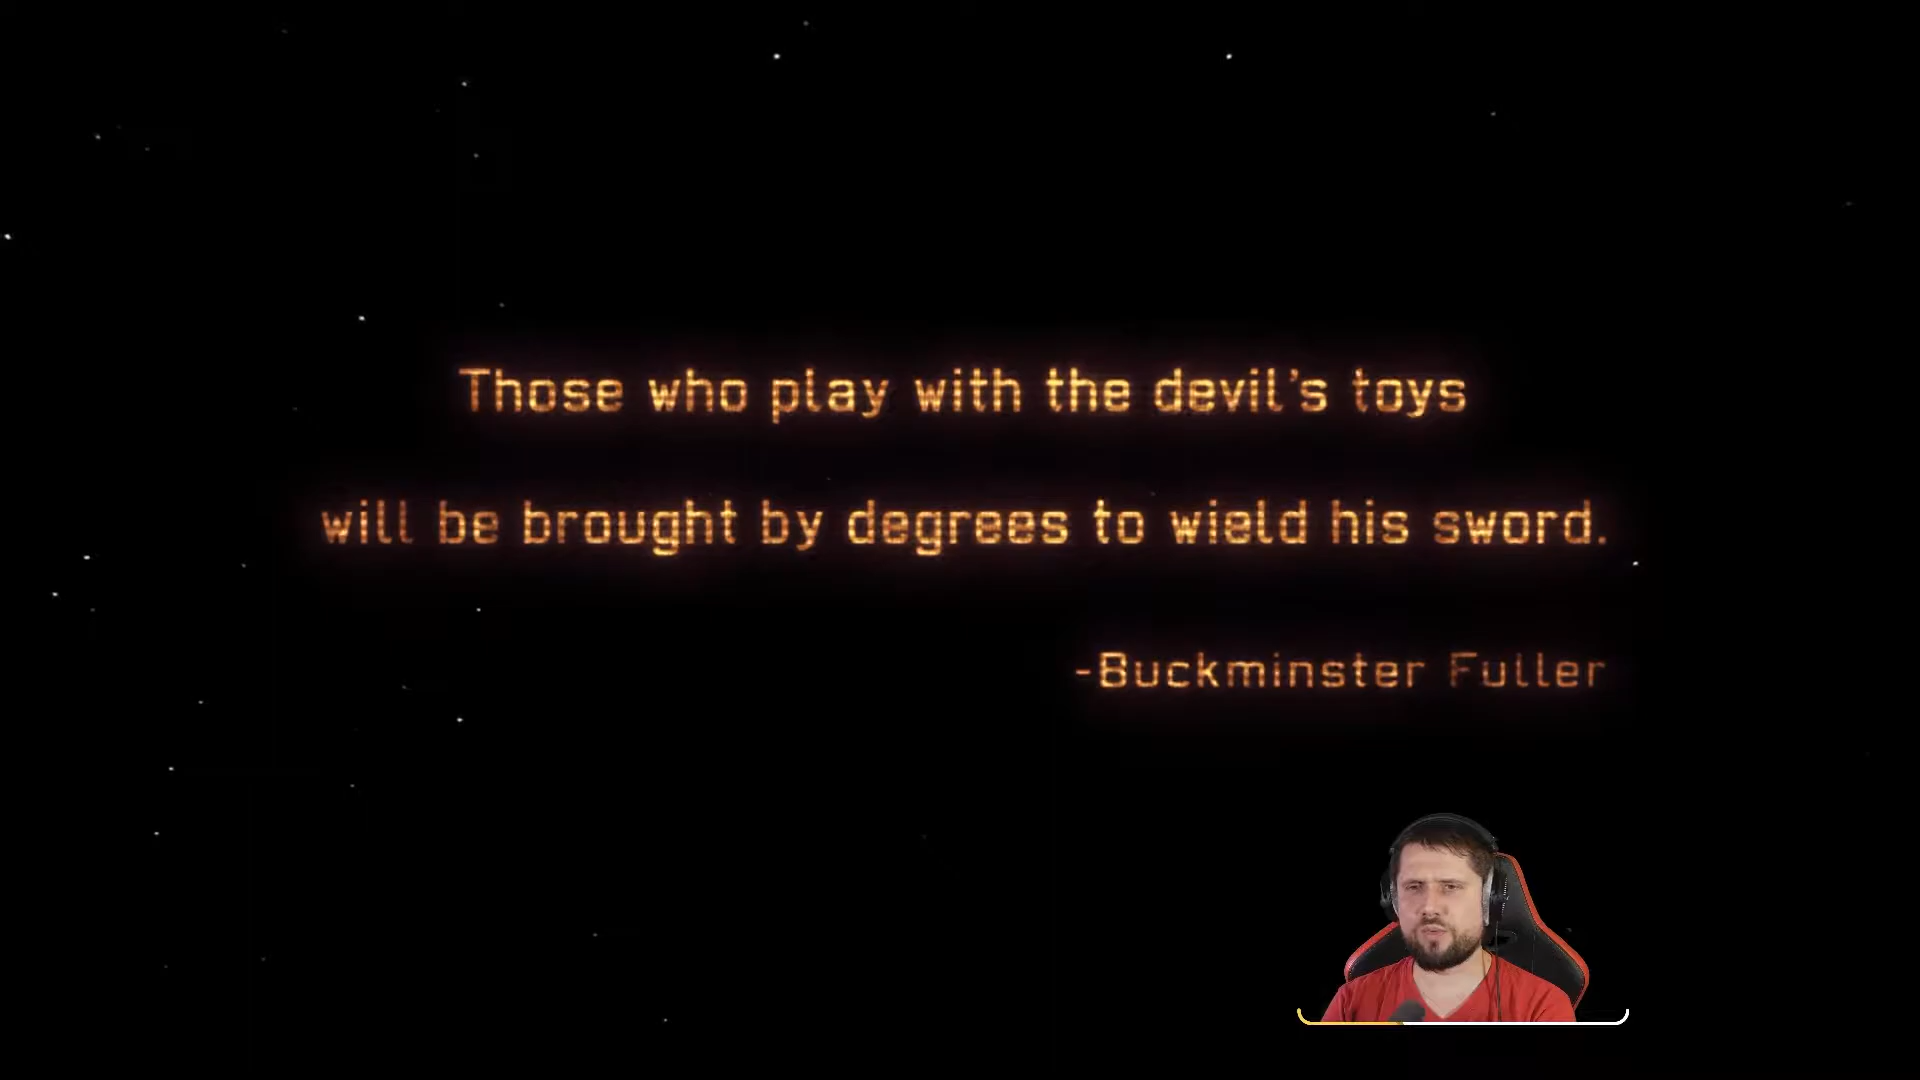 Those who play with the devil's toys
will be brought by degrees to wield his sword.
-Buckminster Fuller